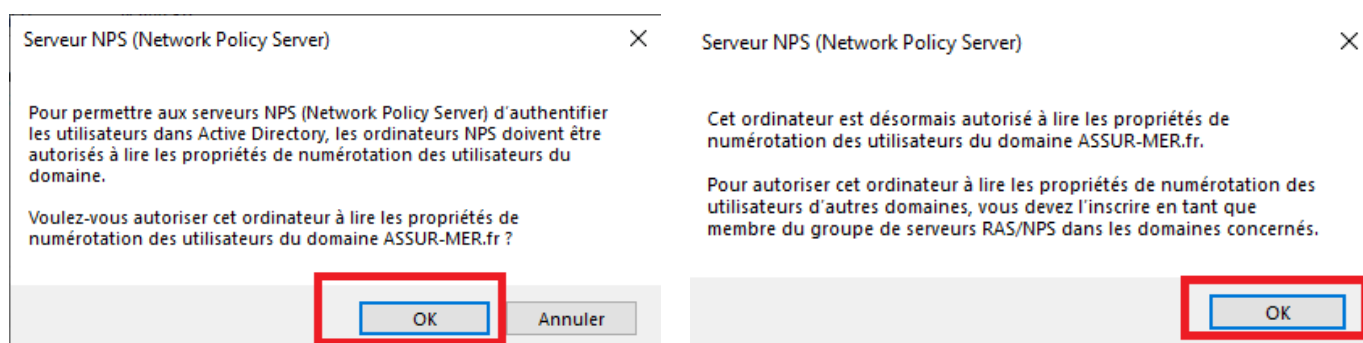 Serveur NPS (Network Policy Server)
Pour permettre aux serveurs NPS (Network Policy Server) d'authentifier
les utilisateurs dans Active Directory, les ordinateurs NPS doivent être
autorisés à lire les propriétés de numérotation des utilisateurs du
domaine.
Voulez-vous autoriser cet ordinateur à lire les propriétés de
numérotation des utilisateurs du domaine ASSUR-MER.fr ?
OK
Annuler
Serveur NPS (Network Policy Server)
Cet ordinateur est désormais autorisé à lire les propriétés de
numérotation des utilisateurs du domaine ASSUR-MER.fr.
Pour autoriser cet ordinateur à lire les propriétés de numérotation des
utilisateurs d'autres domaines, vous devez l'inscrire en tant que
membre du groupe de serveurs RAS/NPS dans les domaines concernés.
OK